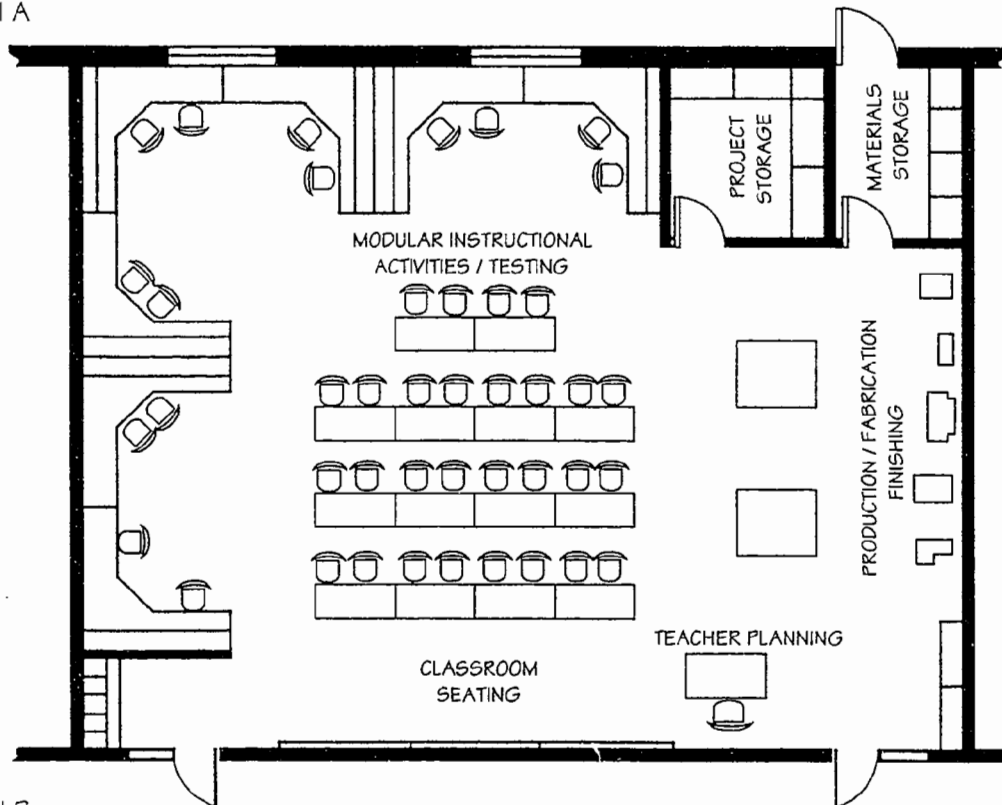 PROJECT
STORAGE
MATERIALS
STORAGE
MODULAR INSTRUCTIONAL
ACTIVITIES / TESTING
PRODUCTION / FABRICATION
FINISHING
TEACHER PLANNING
CLASSROOM
SEATING